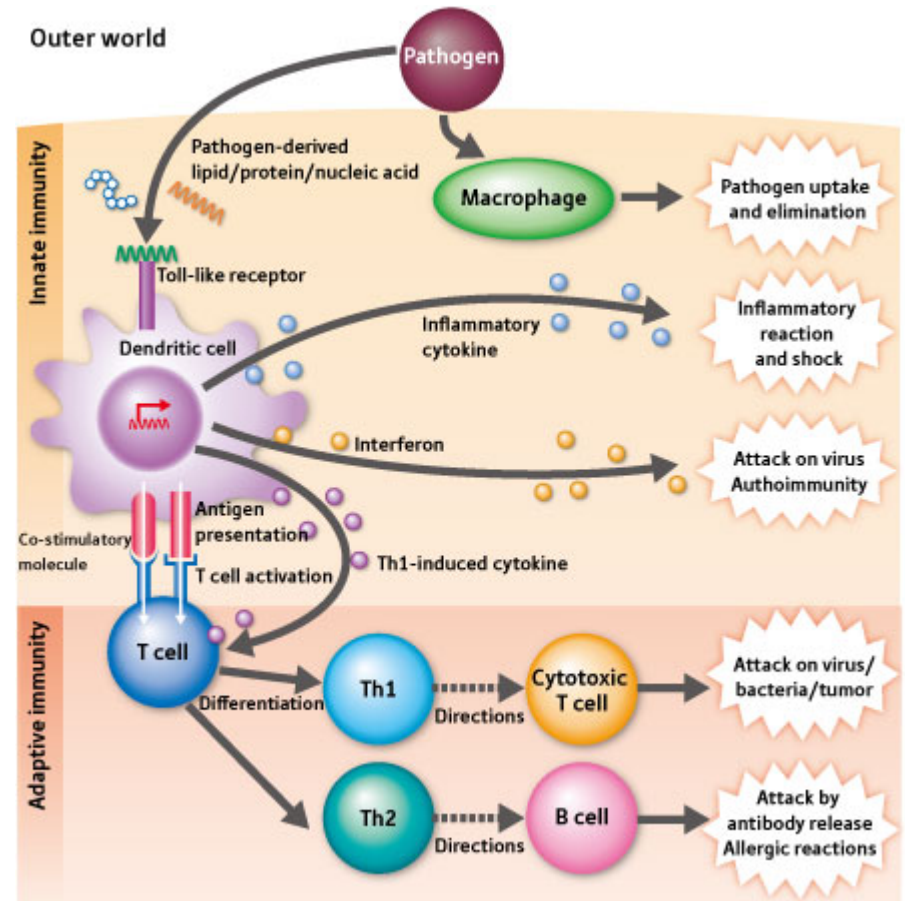 Outer world
Pathogen
Innate immunity
Pathogen-derived
lipid/protein/nucleic acid
Macrophage
Pathogen uptake
and elimination
Toll-like receptor
Inflammatory
cytokine
Inflammatory
reaction
and shock
Dendritic cell
Interferon
Attack on virus
Authoimmunity
Antigen
presentation
Co-stimulatory
molecule
T cell activation
Th1-induced cytokine
Adaptive immunity
T cell
Differentiation
Th1
Directions
Cytotoxic
T cell
Attack on virus/
bacteria/tumor
Th2
Directions
B cell
Attack by
antibody release
Allergic reactions